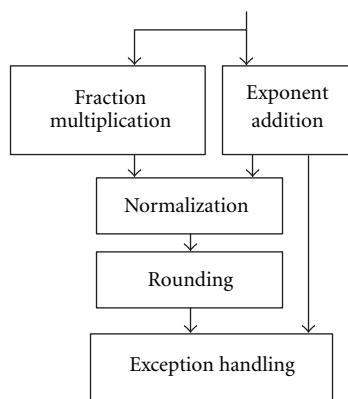 Fraction
multiplication
Exponent
addition
Normalization
Rounding
Exception handling